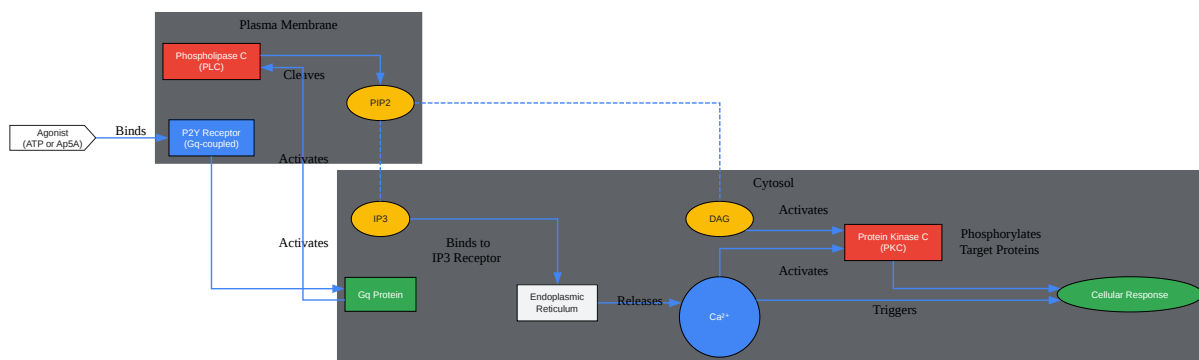 Plasma Membrane
Phospholipase C
(PLC)
Cleaves
PIP2
Agonist
(ATP or Ap5A)
Binds
P2Y Receptor
(Gq-coupled)
Activates
Cytosol
IP3
DAG
Activates
Protein Kinase C
(PKC)
Phosphorylates
Target Proteins
Activates
Binds to
IP3 Receptor
Activates
Gq Protein
Endoplasmic
Reticulum
Releases
Ca²⁺
Triggers
Cellular Response